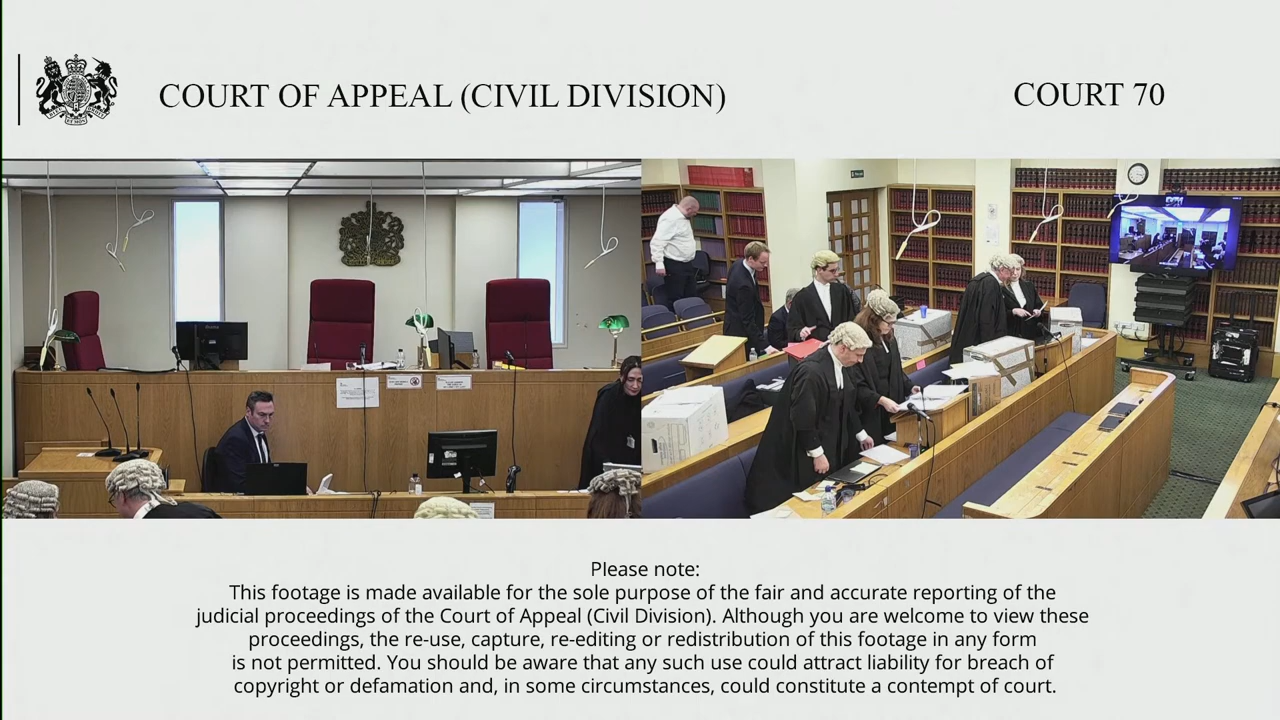 COURT OF APPEAL (CIVIL DIVISION)
COURT 70
Please note:
This footage is made available for the sole purpose of the fair and accurate reporting of the
judicial proceedings of the Court of Appeal (Civil Division). Although you are welcome to view these
proceedings, the re-use, capture, re-editing or redistribution of this footage in any form
is not permitted. You should be aware that any such use could attract liability for breach of
copyright or defamation and, in some circumstances, could constitute a contempt of court.